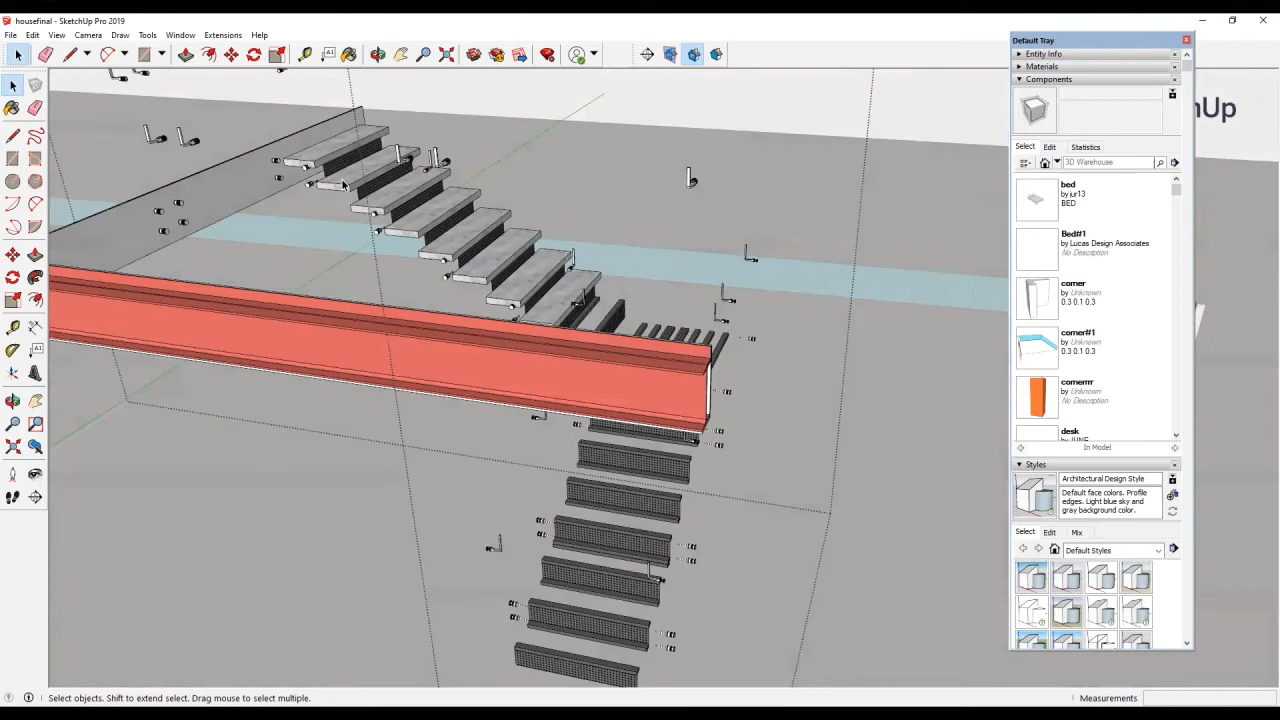 housefinal - SketchUp Pro 2019
File Edit View Camera Draw Tools Window Extensions Help
Default Tray
Entity Info
Materials
Components
Select Edit Statistics
3D Warehouse
bed
by jur13
BED
Bed#1
by Lucas Design Associates
No Description
corner
by Unknown
0.3 0.1 0.3
corner#1
by Unknown
0.3 0.1 0.3
cornerrrr
by Unknown
No Description
desk
by JUNE
In Model
Styles
Architectural Design Style
Default face colors. Profile
edges. Light blue sky and
gray background color.
Select Edit Mix
Default Styles
Select objects. Shift to extend select. Drag mouse to select multiple.
Measurements